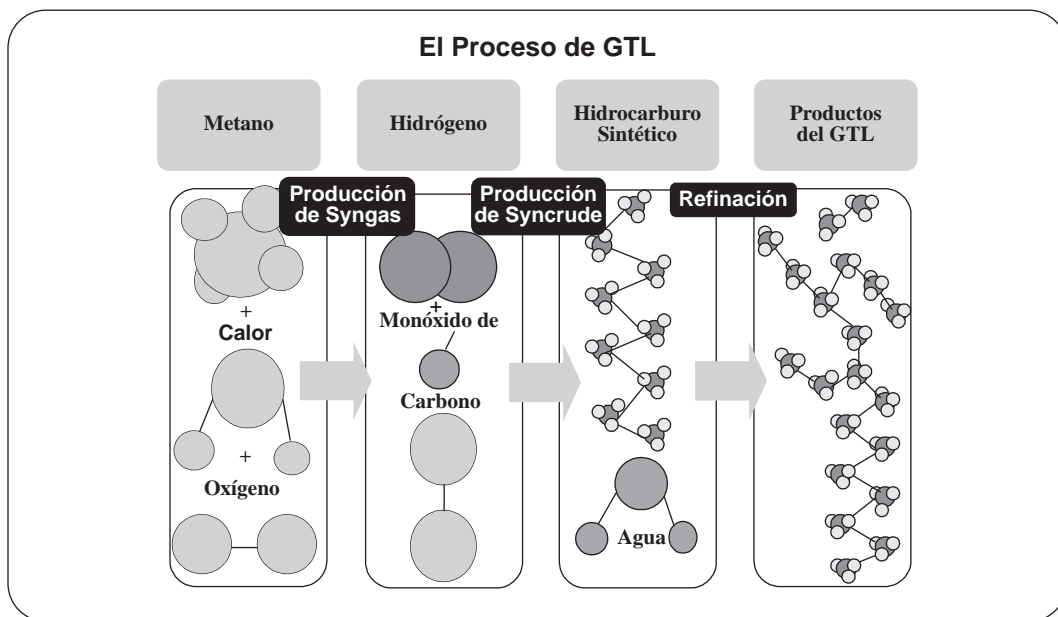 El Proceso de GTL
Metano
Hidrógeno
Hidrocarburo
Sintético
Productos
del GTL
Producción
de Syngas
Producción
de Syncrude
Refinación
+
Calor
+
Oxígeno
+
Monóxido de
Carbono
Agua